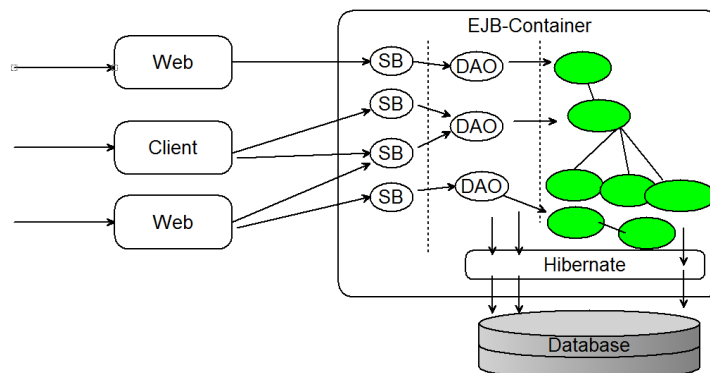 EJB-Container
Web
SB
DAO
SB
Client
DAO
SB
Web
SB
DAO
Hibernate
Database